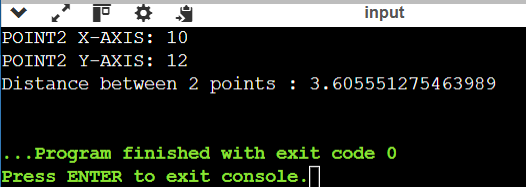 input
POINT2 X-AXIS: 10
POINT2 Y-AXIS: 12
Distance between 2 points : 3.605551275463989
...Program finished with exit code 0
Press ENTER to exit console.